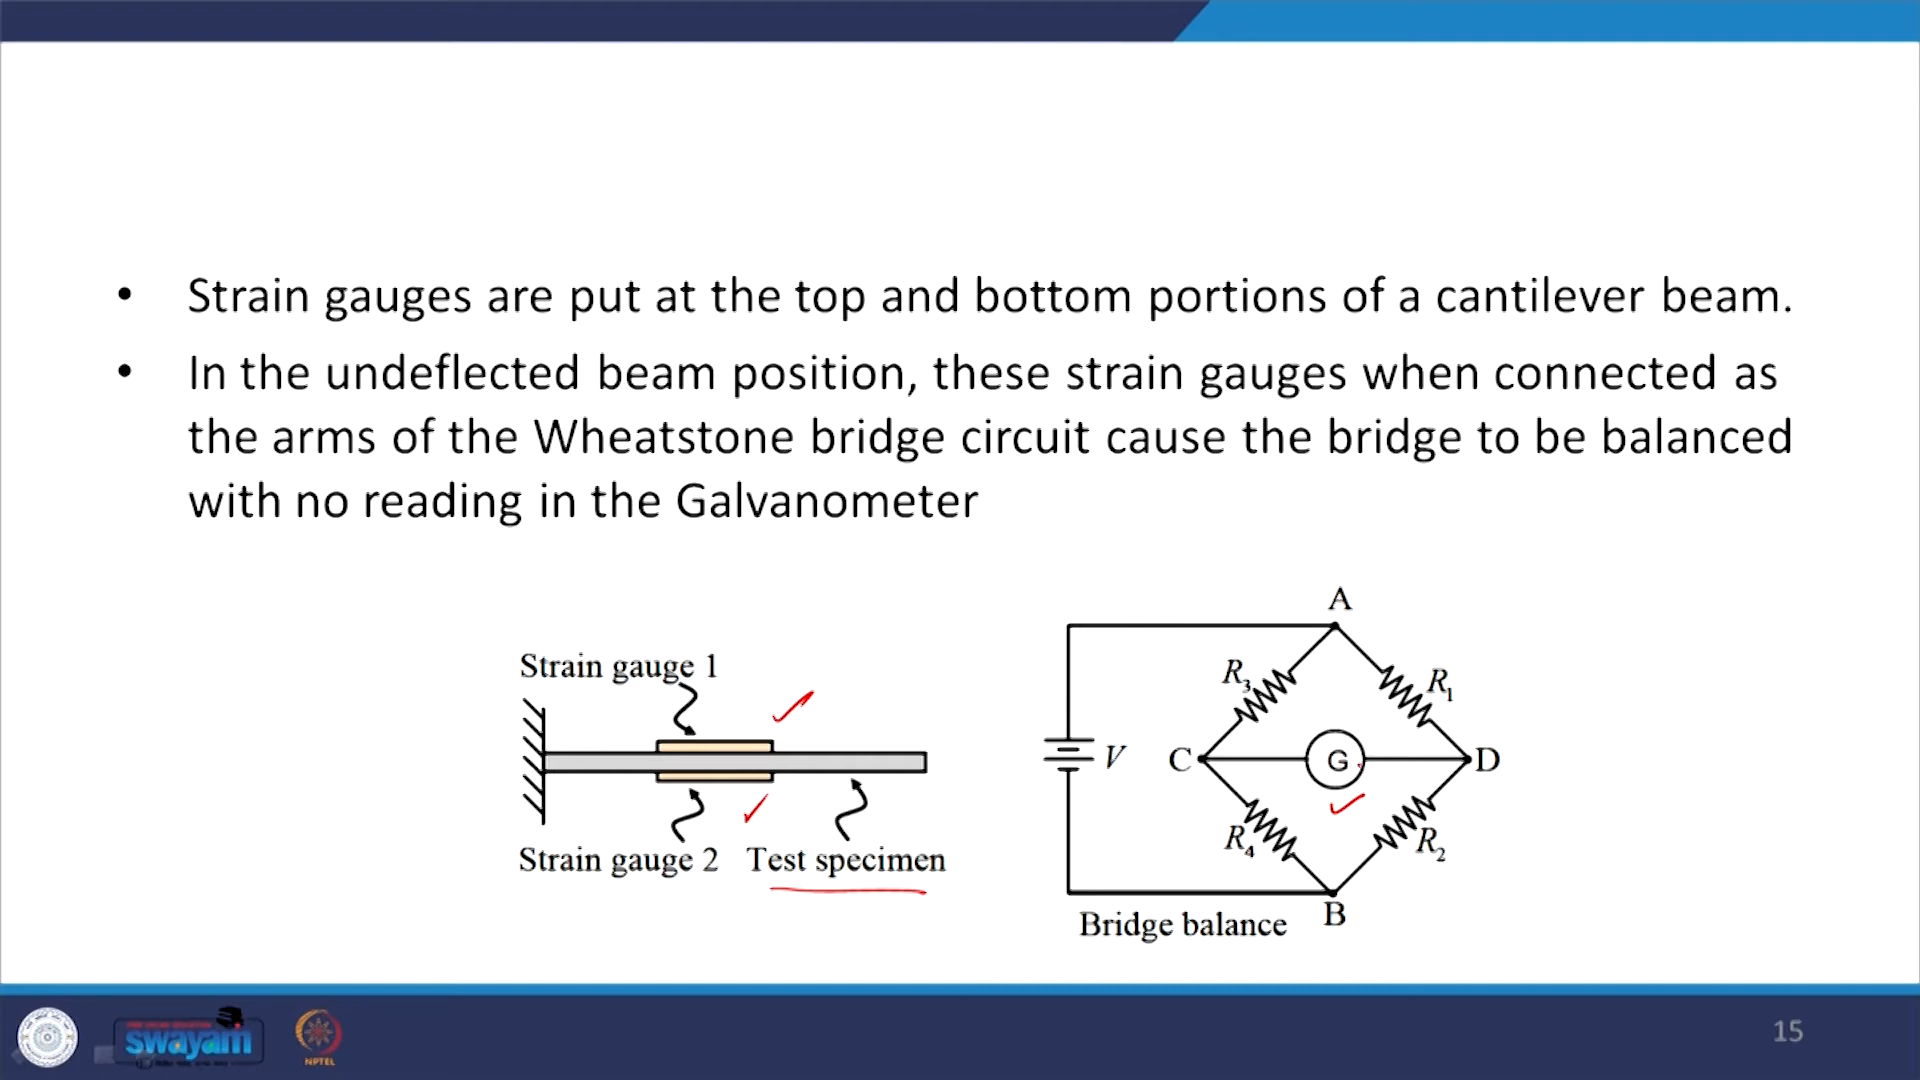 • Strain gauges are put at the top and bottom portions of a cantilever beam.
• In the undeflected beam position, these strain gauges when connected as
the arms of the Wheatstone bridge circuit cause the bridge to be balanced
with no reading in the Galvanometer
Strain gauge 1
Strain gauge 2
Test specimen
A
R₃
R₁
V
C
G
D
R₄
R₂
B
Bridge balance
swayam
NPTEL
15